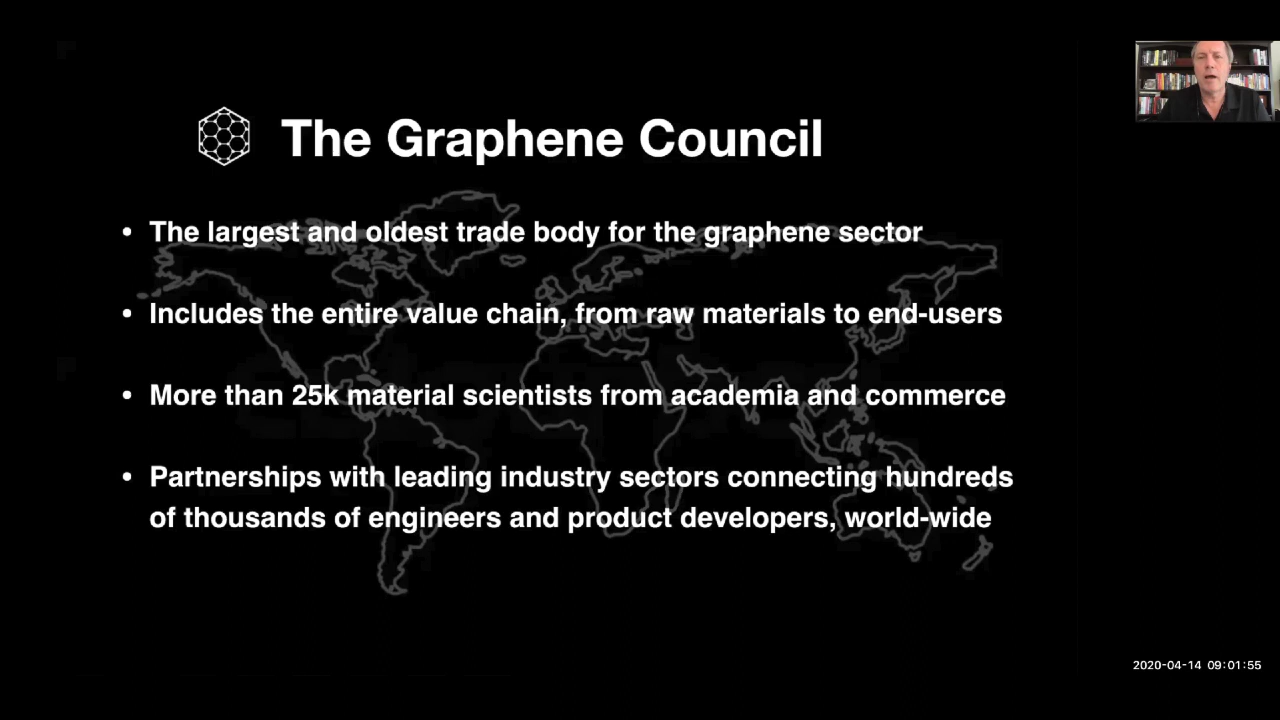 The Graphene Council
• The largest and oldest trade body for the graphene sector
• Includes the entire value chain, from raw materials to end-users
• More than 25k material scientists from academia and commerce
• Partnerships with leading industry sectors connecting hundreds
of thousands of engineers and product developers, world-wide
2020-04-14 09:01:55